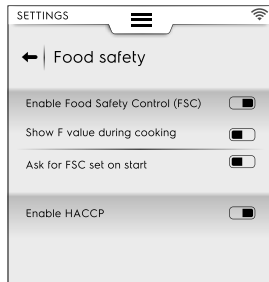 SETTINGS
Food safety
Enable Food Safety Control (FSC)
Show F value during cooking
Ask for FSC set on start
Enable HACCP